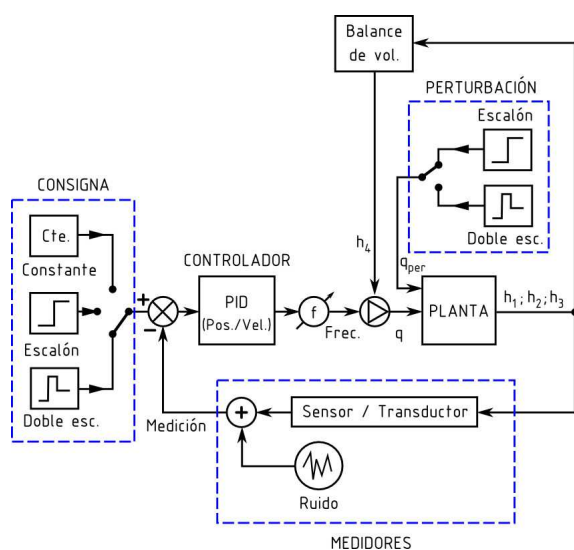 Balance
de vol.
PERTURBACIÓN
Escalón
Doble esc.
CONSIGNA
Cte.
Constante
Escalón
Doble esc.
+
−
CONTROLADOR
PID
(Pos./Vel.)
f
Frec.
h4
qper
q
PLANTA
h1; h2; h3
Medición
+
Sensor / Transductor
Ruido
MEDIDORES